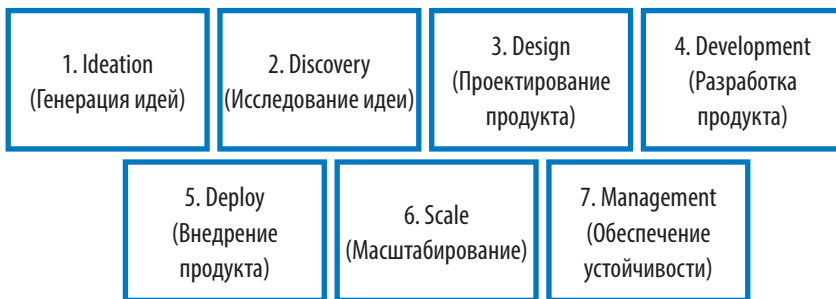 1. Ideation
(Генерация идей)
2. Discovery
(Исследование идеи)
3. Design
(Проектирование
продукта)
4. Development
(Разработка
продукта)
5. Deploy
(Внедрение
продукта)
6. Scale
(Масштабирование)
7. Management
(Обеспечение
устойчивости)